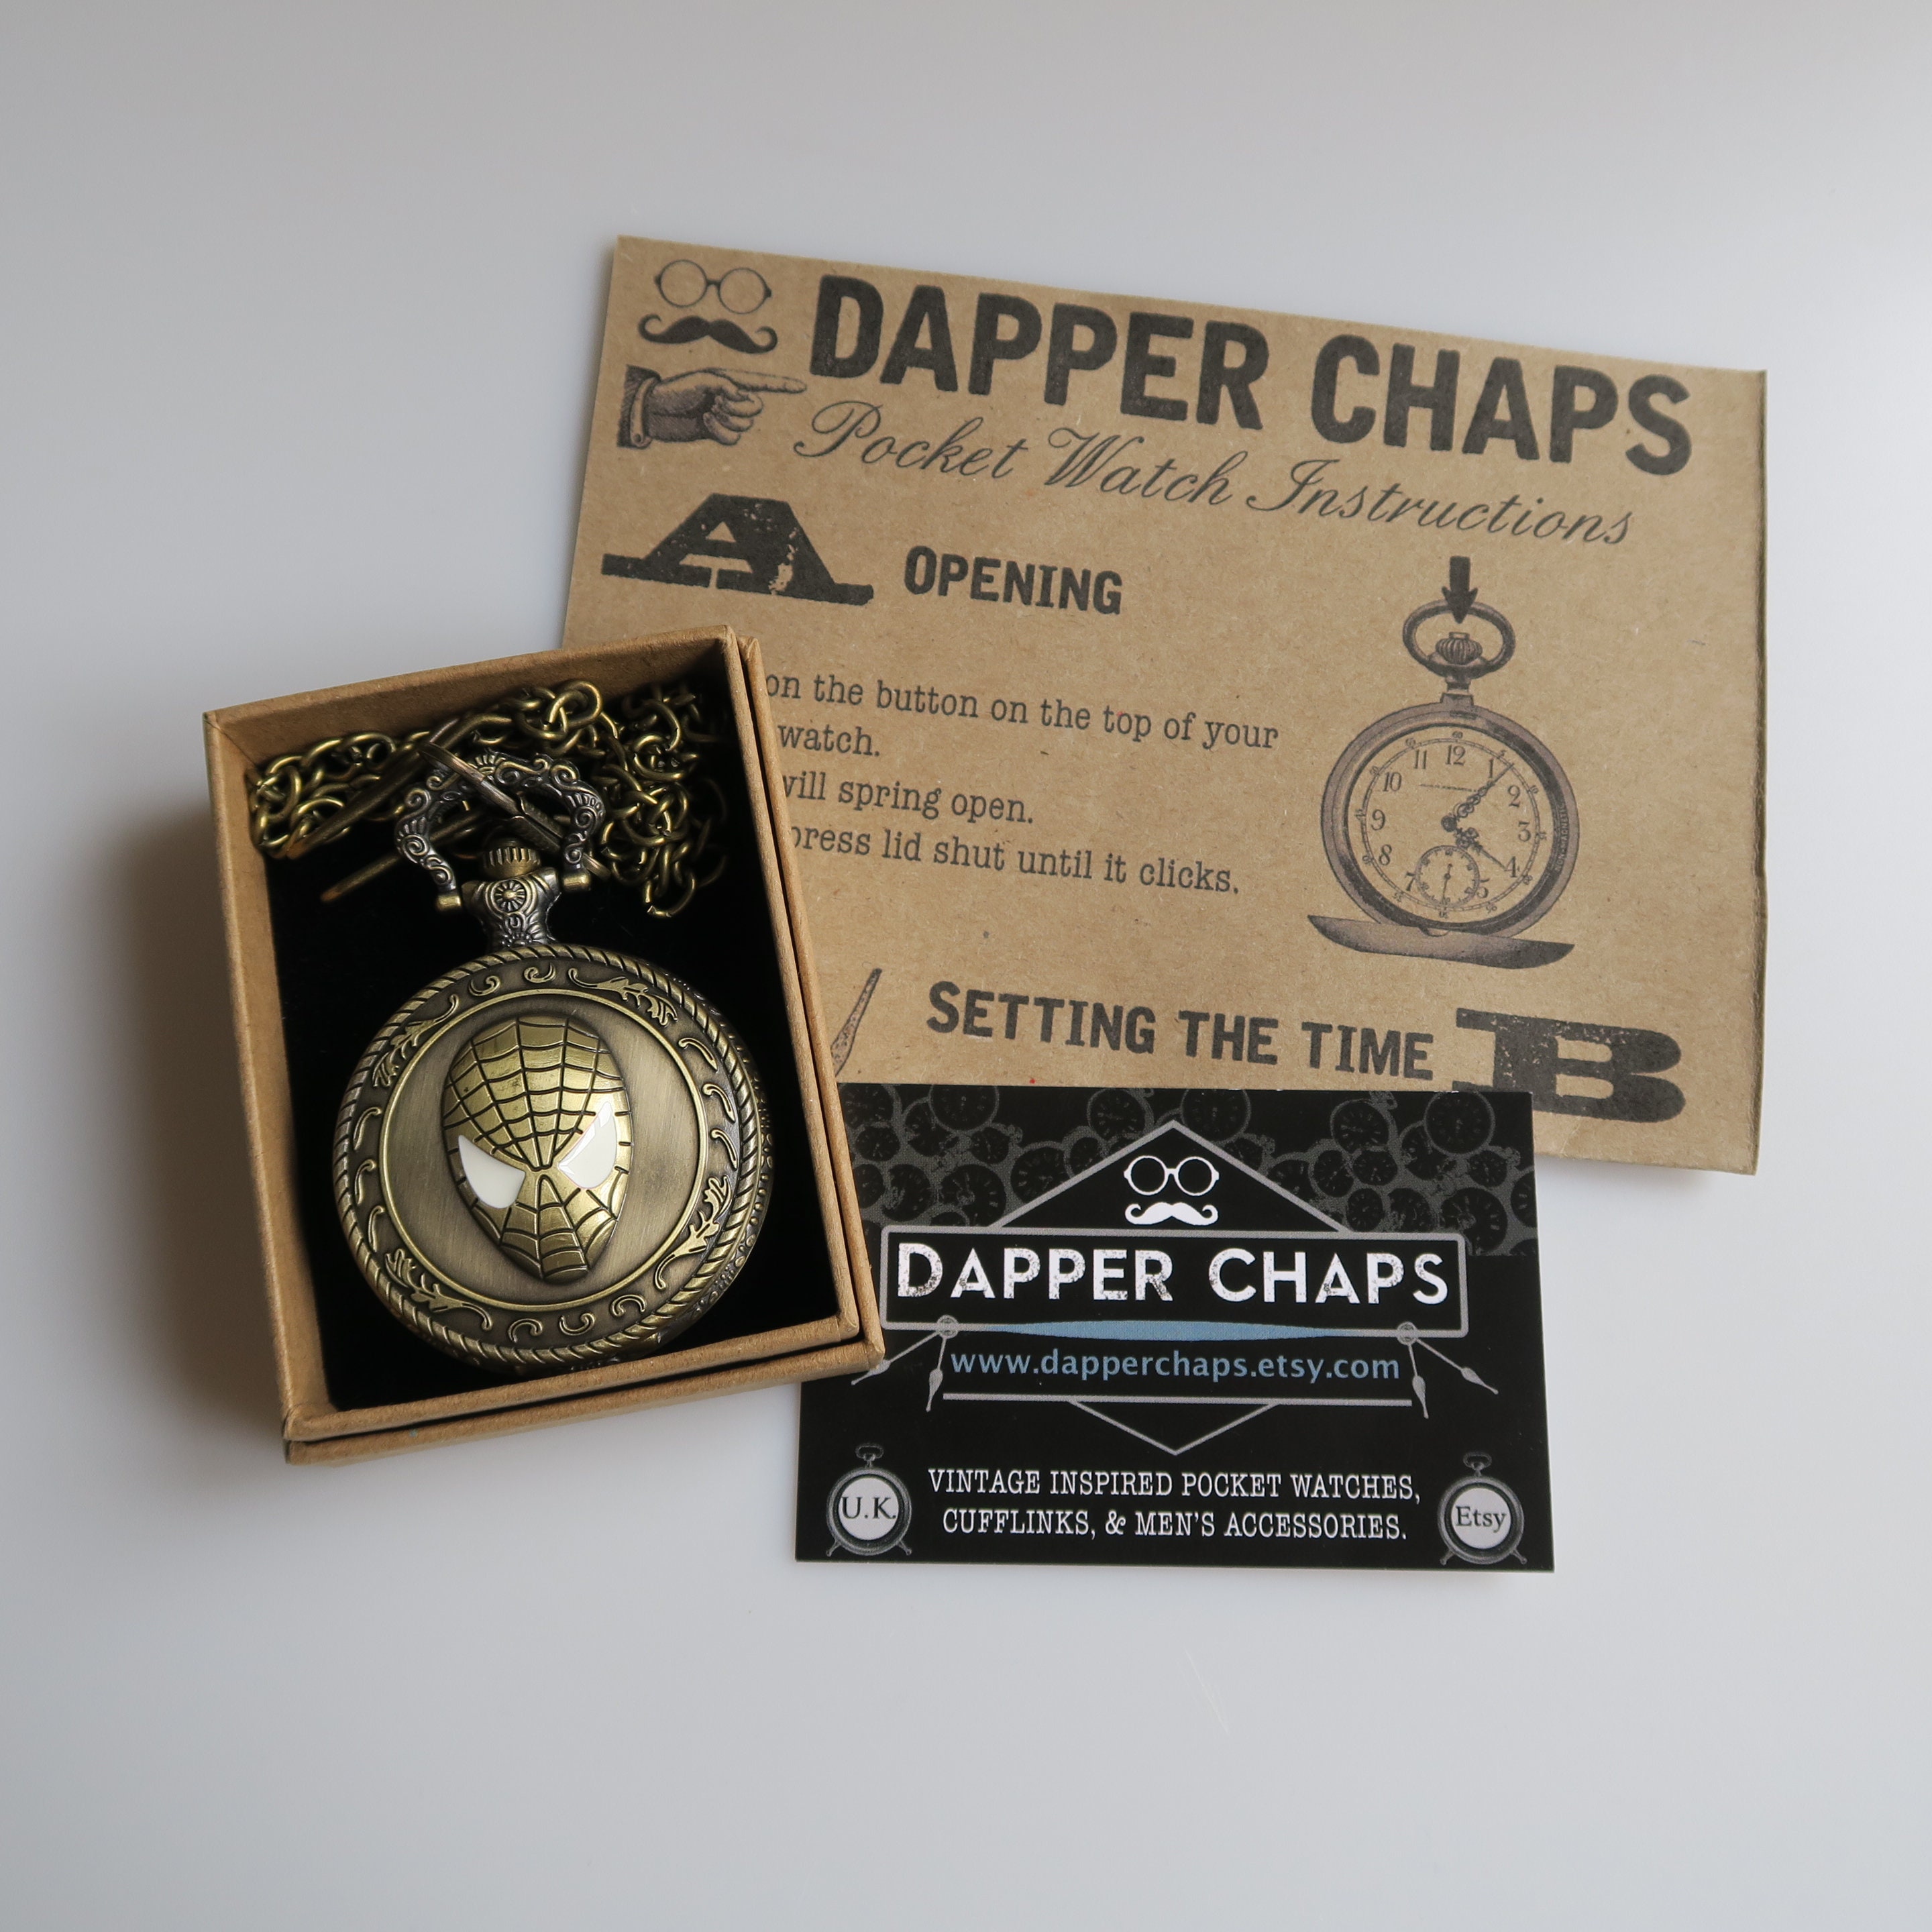 DAPPER CHAPS
Pocket Watch Instructions
A OPENING
on the button on the top of your
watch.
will spring open.
press lid shut until it clicks.
11 12 1
10 2
9 3
8 4
7 5
SETTING THE TIME B
DAPPER CHAPS
www.dapperchaps.etsy.com
VINTAGE INSPIRED POCKET WATCHES,
CUFFLINKS, & MEN'S ACCESSORIES.
U.K.
Etsy